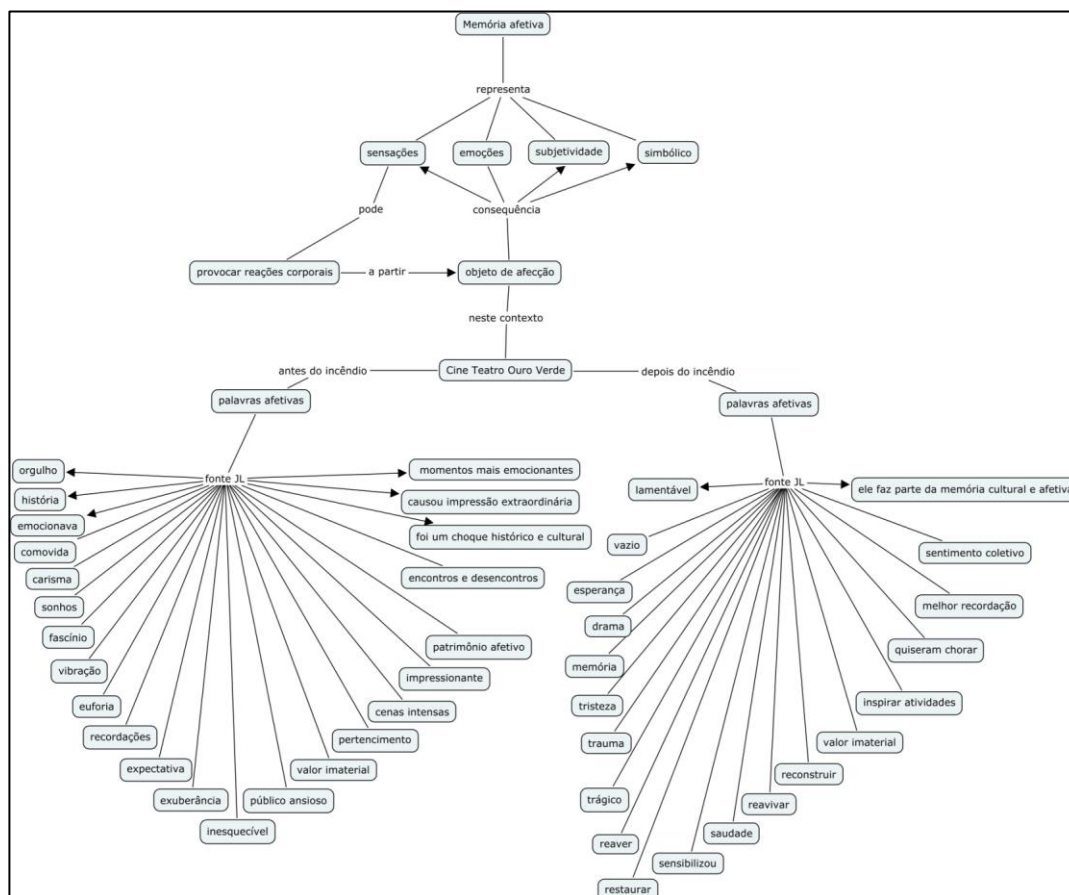 Memória afetiva
representa
sensações
emoções
subjetividade
simbólico
pode
consequência
provocar reações corporais
a partir
objeto de afecção
neste contexto
antes do incêndio
Cine Teatro Ouro Verde
depois do incêndio
palavras afetivas
palavras afetivas
fonte JL
orgulho
história
emocionava
comovida
carisma
sonhos
fascínio
vibração
euforia
recordações
expectativa
exuberância
inesquecível
público ansioso
valor imaterial
pertencimento
cenas intensas
impressionante
patrimônio afetivo
encontros e desencontros
foi um choque histórico e cultural
causou impressão extraordinária
momentos mais emocionantes
fonte JL
lamentável
vazio
esperança
drama
memória
tristeza
trauma
trágico
reaver
restaurar
sensibilizou
saudade
reavivar
reconstruir
valor imaterial
inspirar atividades
quiseram chorar
melhor recordação
sentimento coletivo
ele faz parte da memória cultural e afetiva